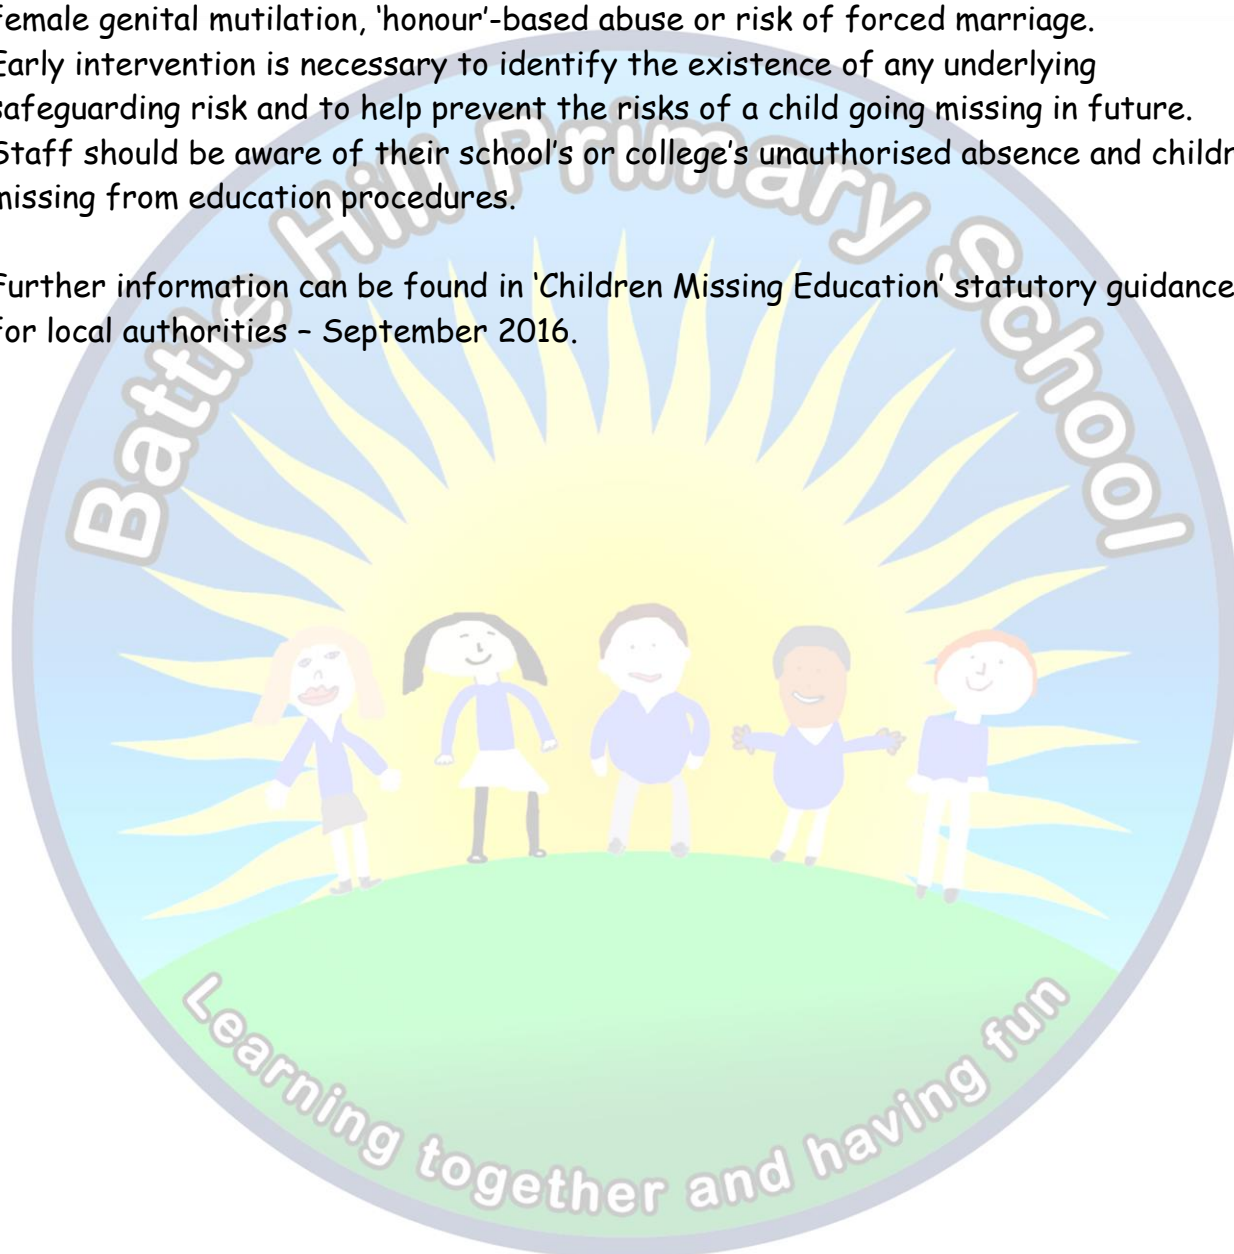 female genital mutilation, ‘honour’-based abuse or risk of forced marriage.
Early intervention is necessary to identify the existence of any underlying
safeguarding risk and to help prevent the risks of a child going missing in future.
Staff should be aware of their school’s or college’s unauthorised absence and childr
missing from education procedures.
Further information can be found in ‘Children Missing Education’ statutory guidance
for local authorities – September 2016.
Battle Hill Primary School
Learning together and having fun